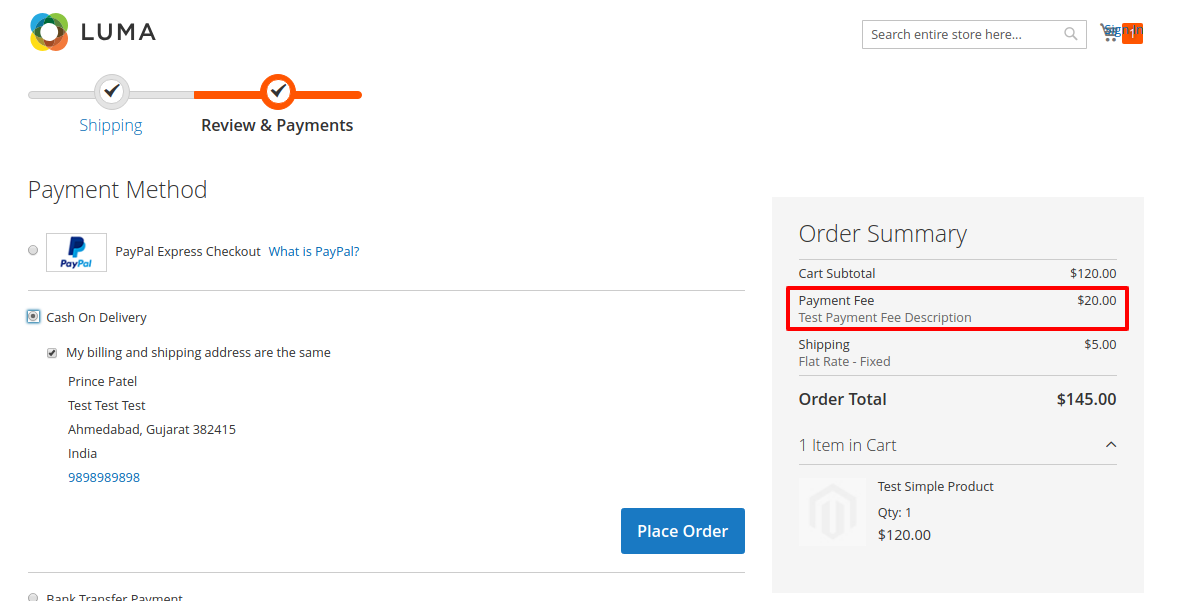 LUMA
Search entire store here...
Sign In
1
Shipping
Review & Payments
Payment Method
PayPal
PayPal Express Checkout What is PayPal?
Cash On Delivery
My billing and shipping address are the same
Prince Patel
Test Test Test
Ahmedabad, Gujarat 382415
India
9898989898
Place Order
Bank Transfer Payment
Order Summary
Cart Subtotal $120.00
Payment Fee $20.00
Test Payment Fee Description
Shipping $5.00
Flat Rate - Fixed
Order Total $145.00
1 Item in Cart
Test Simple Product
Qty: 1
$120.00